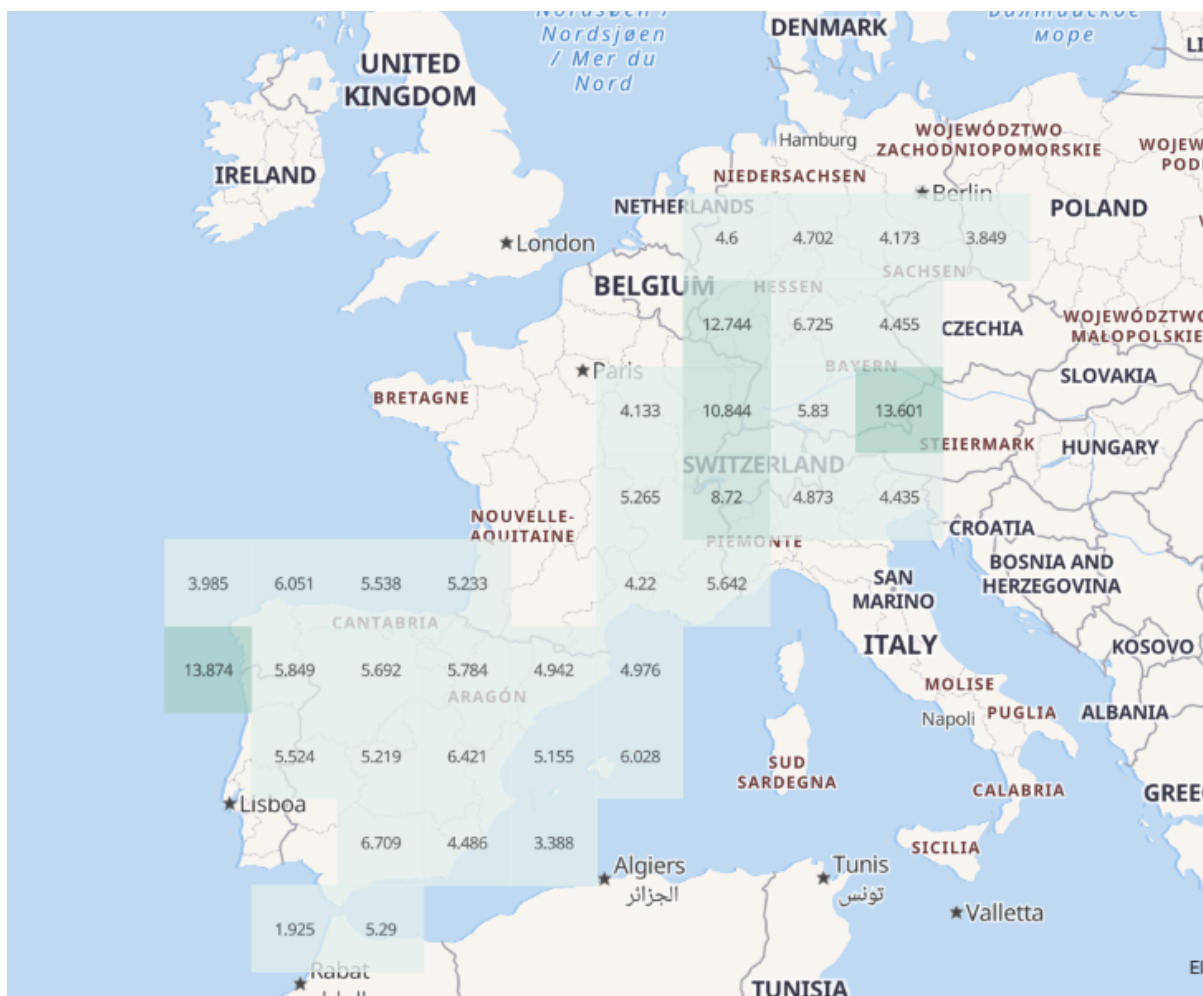 Nordsøen /
Nordsjøen
/ Mer du
Nord
DENMARK
Балтийское
море
LI
UNITED
KINGDOM
Hamburg
WOJEWÓDZTWO
ZACHODNIOPOMORSKIE
WOJEW
POD
IRELAND
NIEDERSACHSEN
Berlin
NETHERLANDS
POLAND
London
4.6
4.702
4.173
3.849
SACHSEN
BELGIUM
HESSEN
12.744
6.725
4.455
CZECHIA
WOJEWÓDZTWO
MAŁOPOLSKIE
Paris
BAYERN
SLOVAKIA
BRETAGNE
4.133
10.844
5.83
13.601
STEIERMARK
HUNGARY
SWITZERLAND
5.265
8.72
4.873
4.435
NOUVELLE-
AQUITAINE
CROATIA
PIEMONTE
BOSNIA AND
HERZEGOVINA
3.985
6.051
5.538
5.233
4.22
5.642
SAN
MARINO
CANTABRIA
ITALY
KOSOVO
13.874
5.849
5.692
5.784
4.942
4.976
ARAGÓN
MOLISE
Napoli
PUGLIA
ALBANIA
5.524
5.219
6.421
5.155
6.028
SUD
SARDEGNA
CALABRIA
GREEC
Lisboa
6.709
4.486
3.388
SICILIA
Algiers
الجزائر
Tunis
تونس
Valletta
1.925
5.29
Rabat
TUNISIA
El